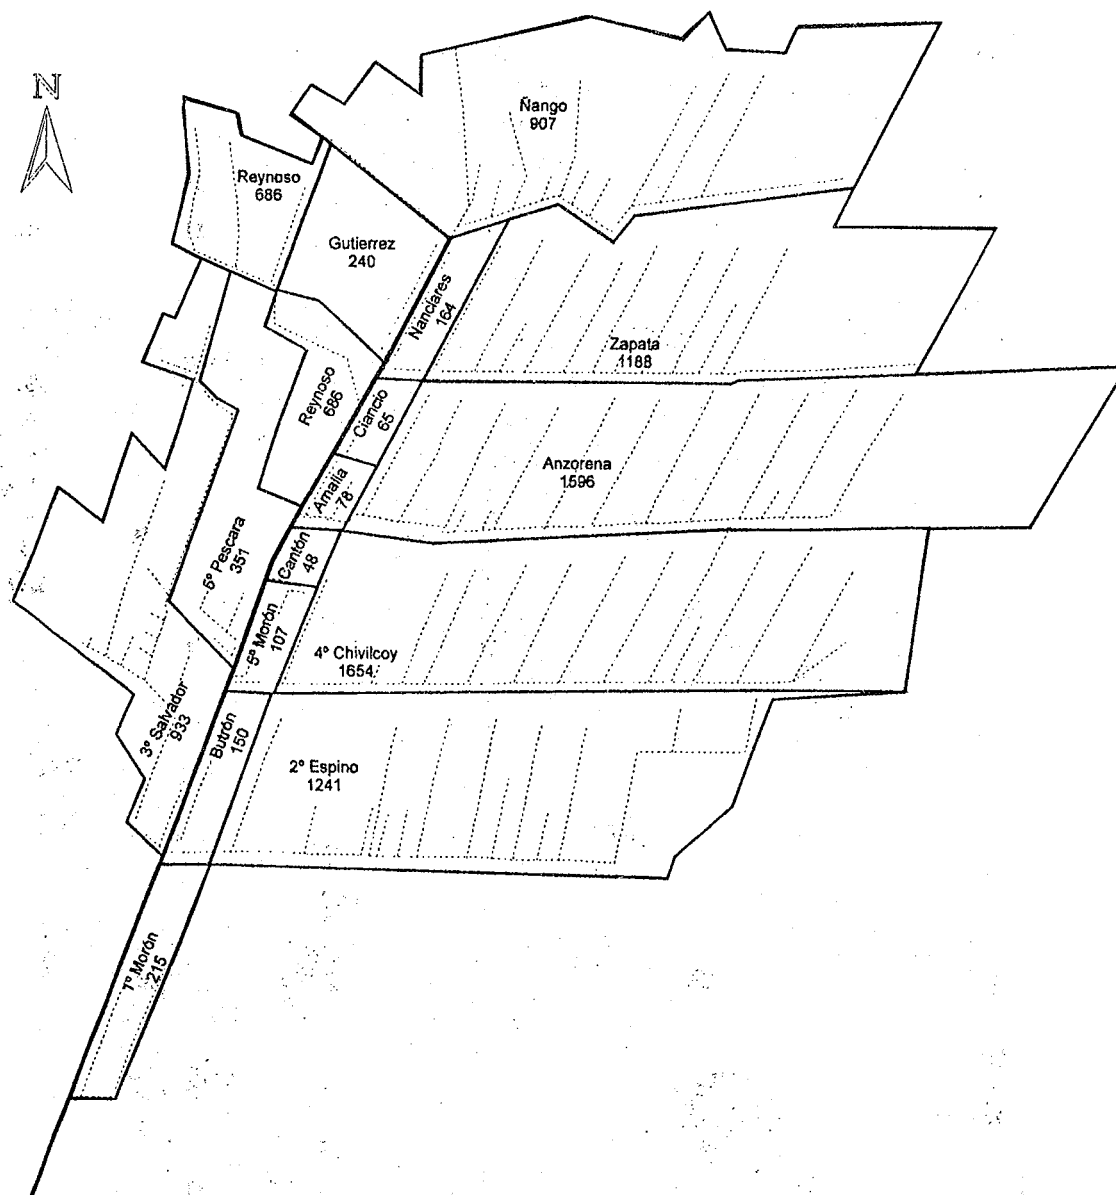 N
Ñango
907
Reynoso
686
Gutierrez
240
Nanclares
164
Zapata
1188
Reynoso
686
Ciancio
65
Anzorena
1596
Amalia
78
6º Pescara
351
Cantón
48
5º Morón
107
4º Chivilcoy
1654
3º Salvador
933
Butrón
150
2º Espino
1241
1º Morón
215